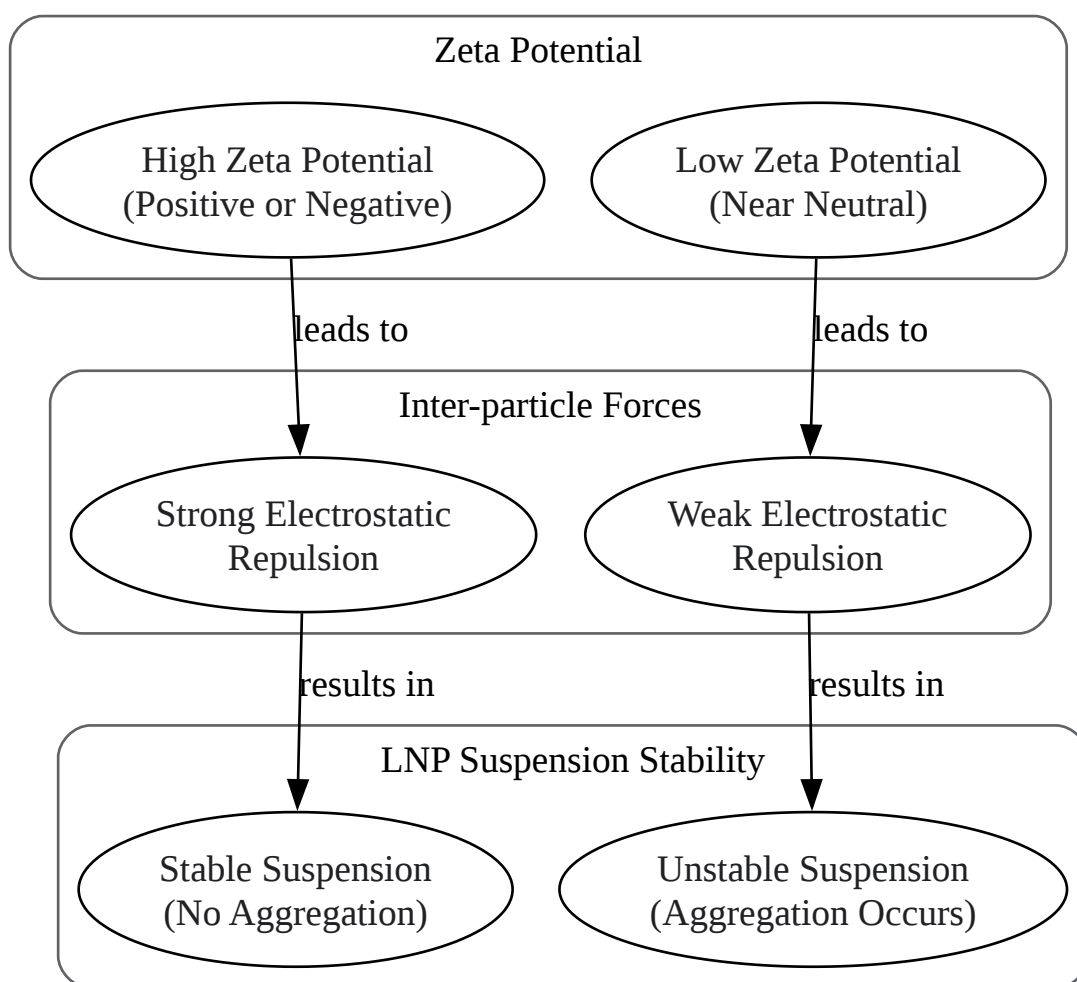 Zeta Potential
High Zeta Potential
(Positive or Negative)
Low Zeta Potential
(Near Neutral)
leads to
leads to
Inter-particle Forces
Strong Electrostatic
Repulsion
Weak Electrostatic
Repulsion
results in
results in
LNP Suspension Stability
Stable Suspension
(No Aggregation)
Unstable Suspension
(Aggregation Occurs)